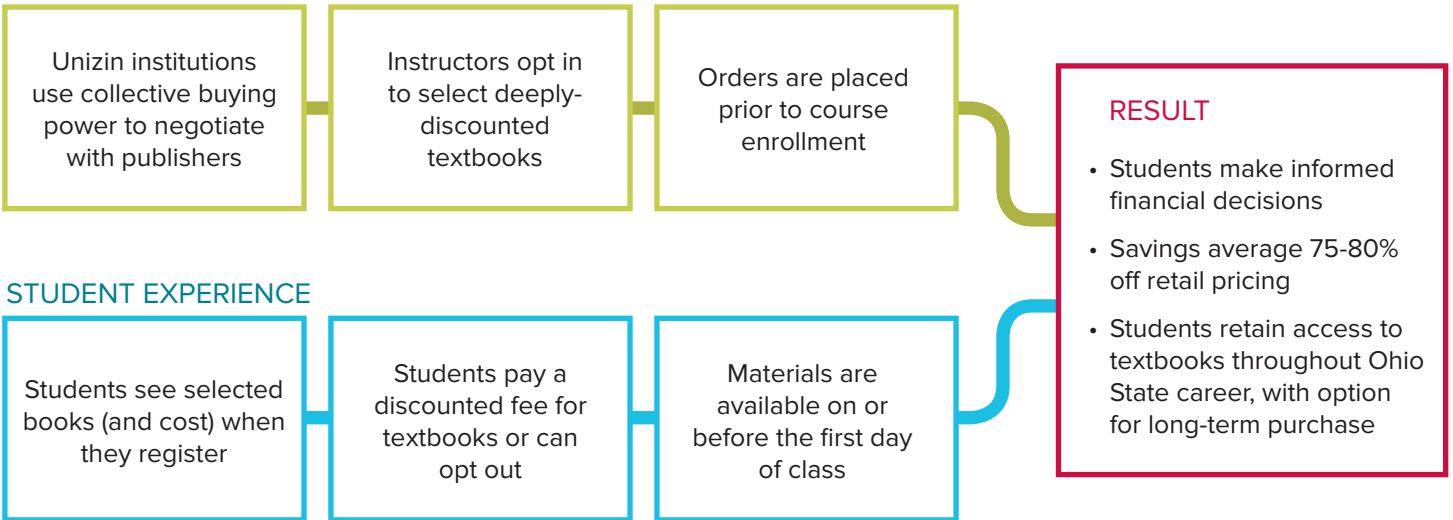 Unizin institutions
use collective buying
power to negotiate
with publishers
Instructors opt in
to select deeply-
discounted
textbooks
Orders are placed
prior to course
enrollment
STUDENT EXPERIENCE
Students see selected
books (and cost) when
they register
Students pay a
discounted fee for
textbooks or can
opt out
Materials are
available on or
before the first day
of class
RESULT
• Students make informed
financial decisions
• Savings average 75-80%
off retail pricing
• Students retain access to
textbooks throughout Ohio
State career, with option
for long-term purchase